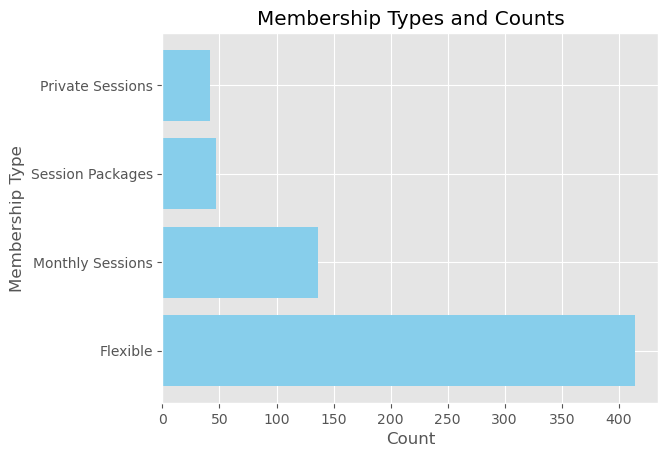 Membership Types and Counts
Membership Type
Private Sessions
Session Packages
Monthly Sessions
Flexible
0 50 100 150 200 250 300 350 400
Count